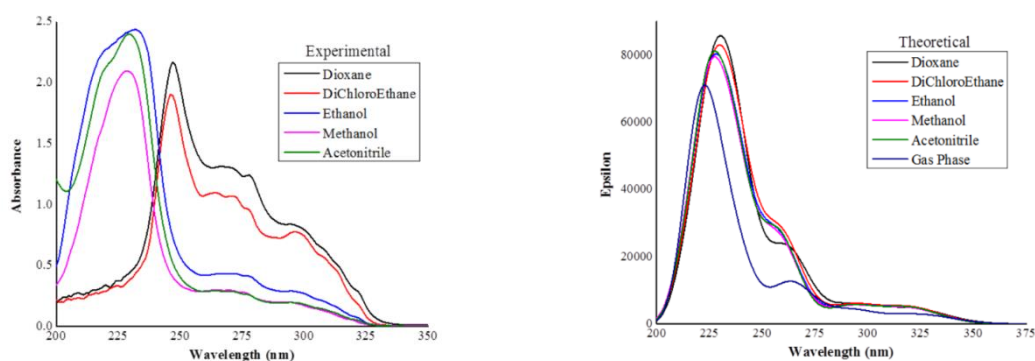 Experimental
Dioxane
DiChloroEthane
Ethanol
Methanol
Acetonitrile
Absorbance
2.5
2.0
1.5
1.0
0.5
0.0
200 225 250 275 300 325 350
Wavelength (nm)
Theoretical
Dioxane
DiChloroEthane
Ethanol
Methanol
Acetonitrile
Gas Phase
Epsilon
80000
60000
40000
20000
0
200 225 250 275 300 325 350 375
Wavelength (nm)